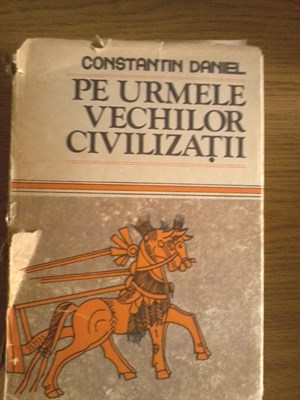 CONSTANTIN DANIEL
PE URMELE
VECHILOR
CIVILIZAȚII